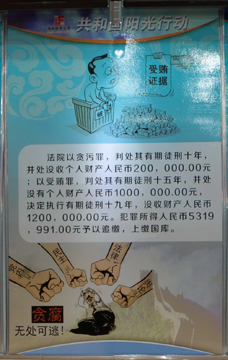 共和国阳光行动
受贿
证据
法院以贪污罪，判处其有期徒刑十年，
并处没收个人财产人民币200，000.00元
；以受贿罪，判处其有期徒刑十五年，并处
没有个人财产人民币1000，000.00元，
决定执行有期徒刑十九年，没收财产人民币
1200，000.00元。犯罪所得人民币5319
，991.00元予以追缴，上缴国库。
法律
贪腐
无处可逃！